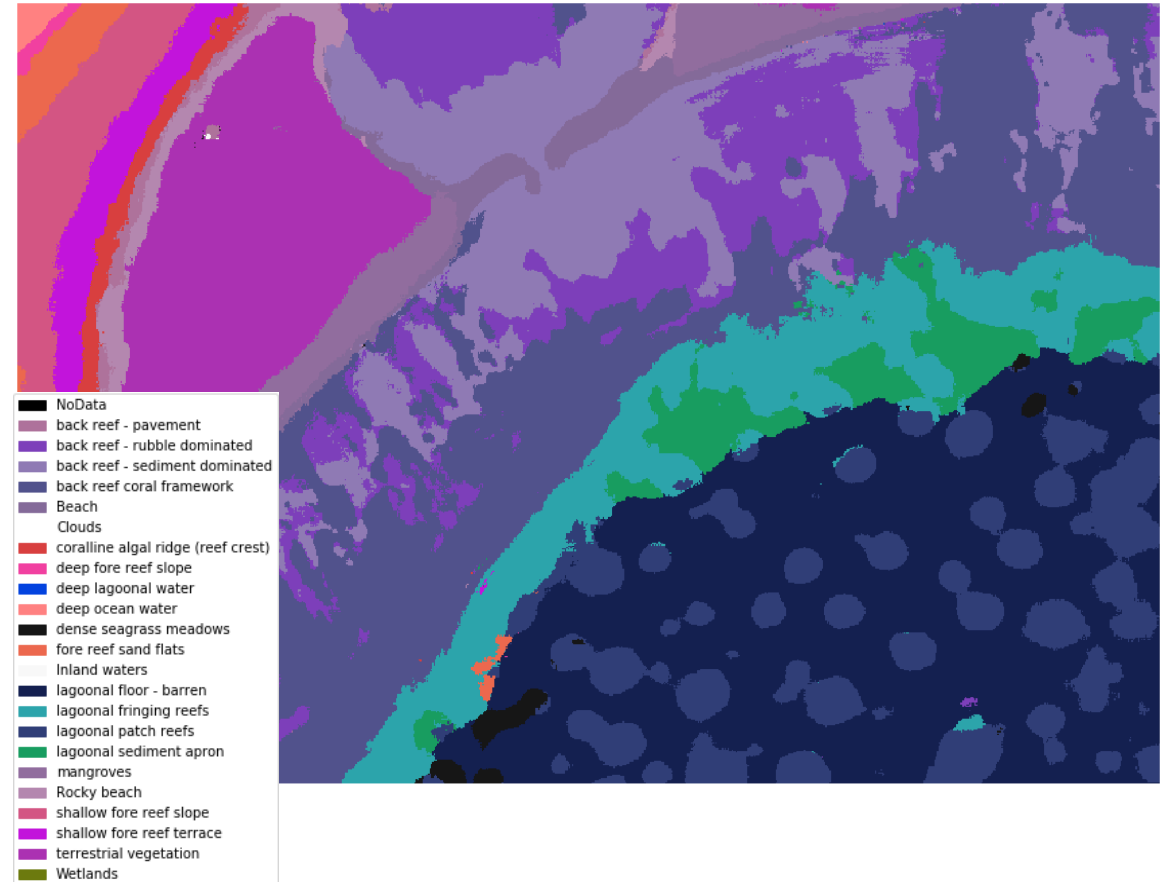 NoData
back reef - pavement
back reef - rubble dominated
back reef - sediment dominated
back reef coral framework
Beach
Clouds
coralline algal ridge (reef crest)
deep fore reef slope
deep lagoonal water
deep ocean water
dense seagrass meadows
fore reef sand flats
Inland waters
lagoonal floor - barren
lagoonal fringing reefs
lagoonal patch reefs
lagoonal sediment apron
mangroves
Rocky beach
shallow fore reef slope
shallow fore reef terrace
terrestrial vegetation
Wetlands